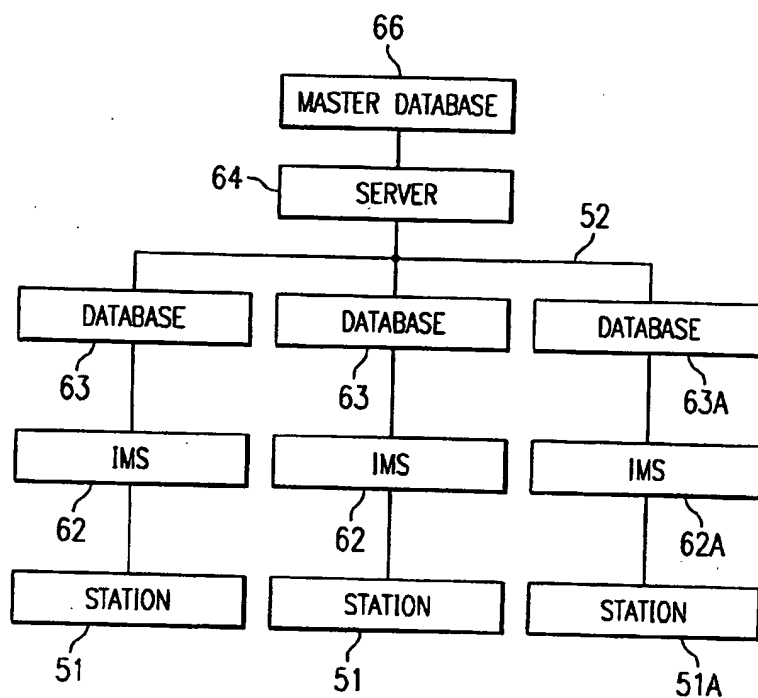 66
MASTER DATABASE
64
SERVER
52
DATABASE
DATABASE
DATABASE
63
63
63A
IMS
IMS
IMS
62
62
62A
STATION
STATION
STATION
51
51
51A